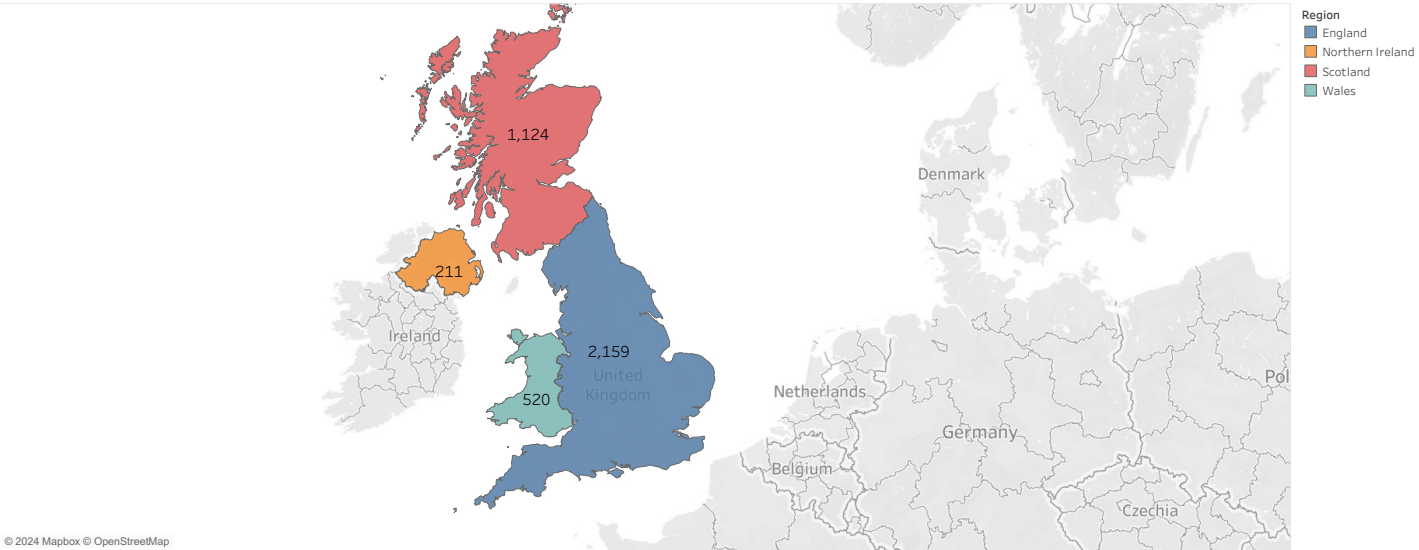 Region
England
Northern Ireland
Scotland
Wales
1,124
Denmark
211
Ireland
2,159
United
Kingdom
520
Netherlands
Pol
Germany
Belgium
Czechia
© 2024 Mapbox © OpenStreetMap